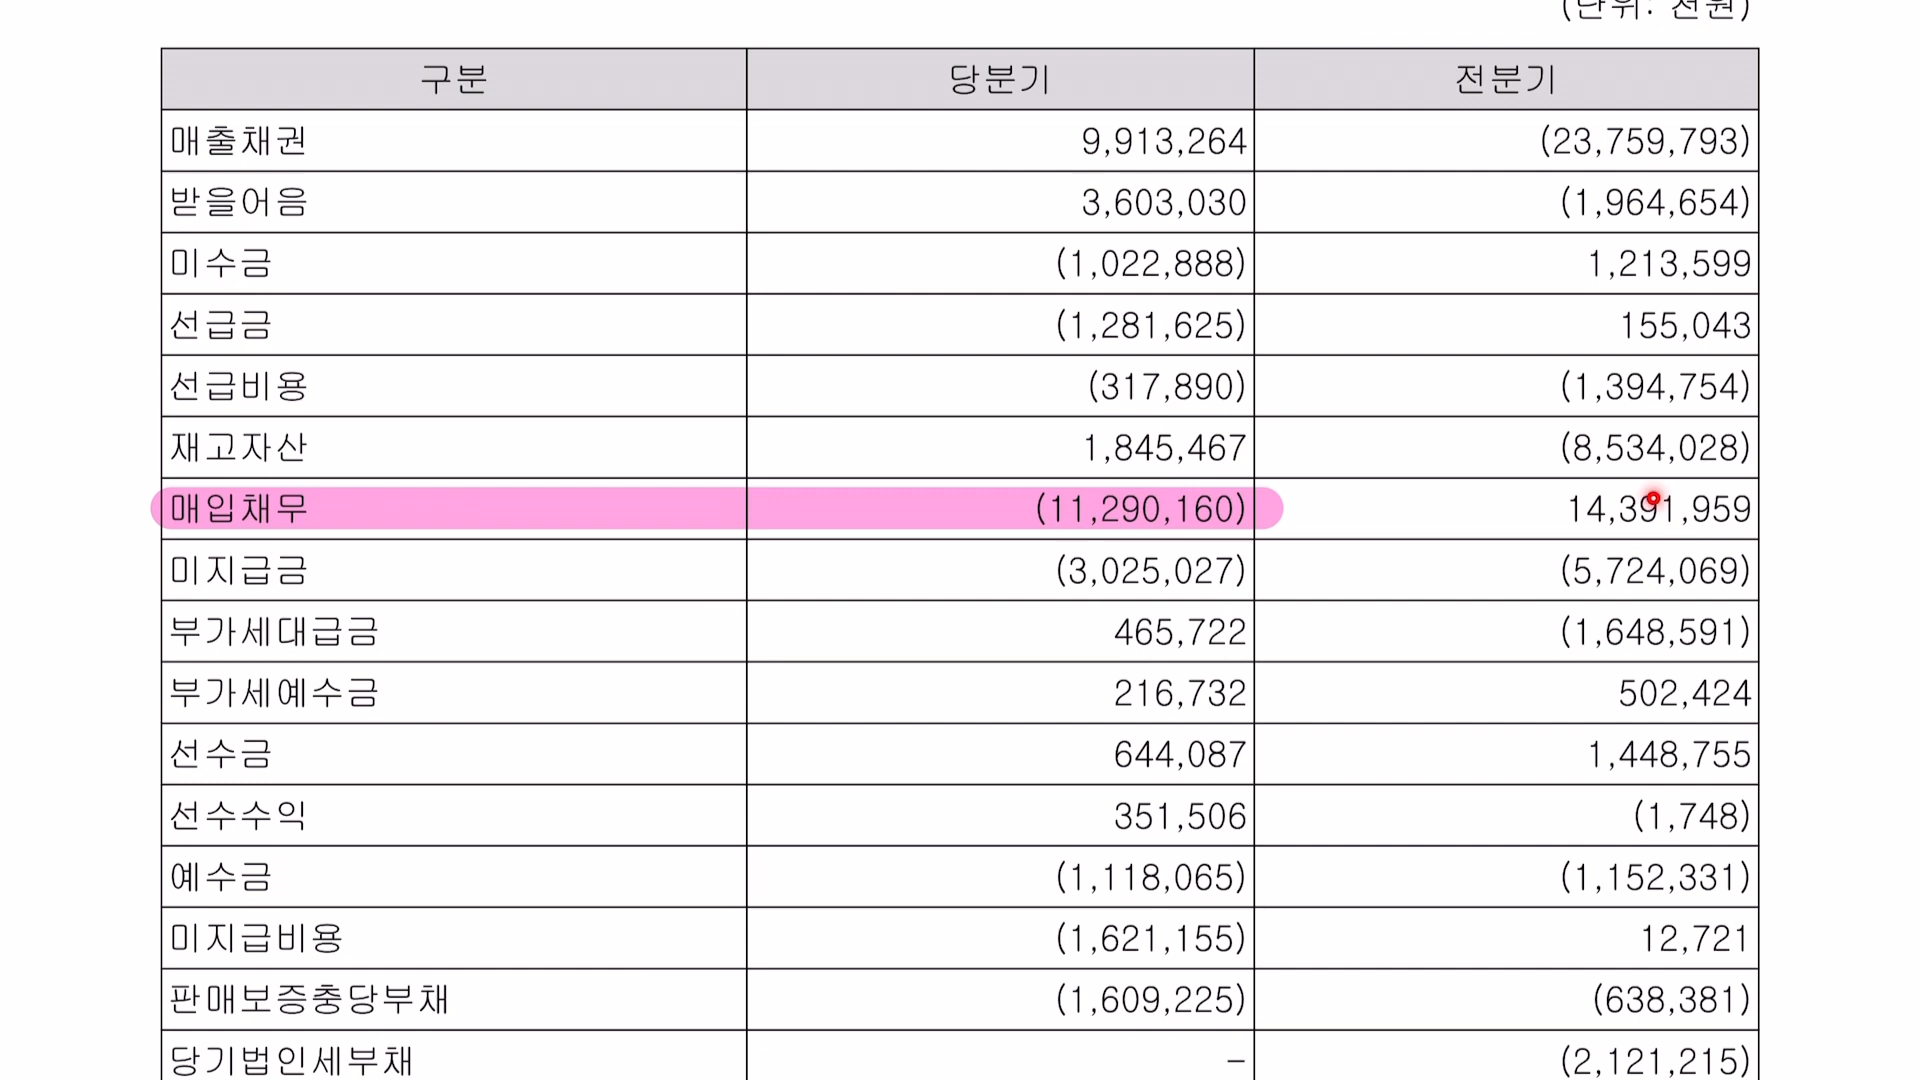 (단위: 천원)
구분 당분기 전분기
매출채권 9,913,264 (23,759,793)
받을어음 3,603,030 (1,964,654)
미수금 (1,022,888) 1,213,599
선급금 (1,281,625) 155,043
선급비용 (317,890) (1,394,754)
재고자산 1,845,467 (8,534,028)
매입채무 (11,290,160) 14,391,959
미지급금 (3,025,027) (5,724,069)
부가세대급금 465,722 (1,648,591)
부가세예수금 216,732 502,424
선수금 644,087 1,448,755
선수수익 351,506 (1,748)
예수금 (1,118,065) (1,152,331)
미지급비용 (1,621,155) 12,721
판매보증충당부채 (1,609,225) (638,381)
당기법인세부채 – (2,121,215)